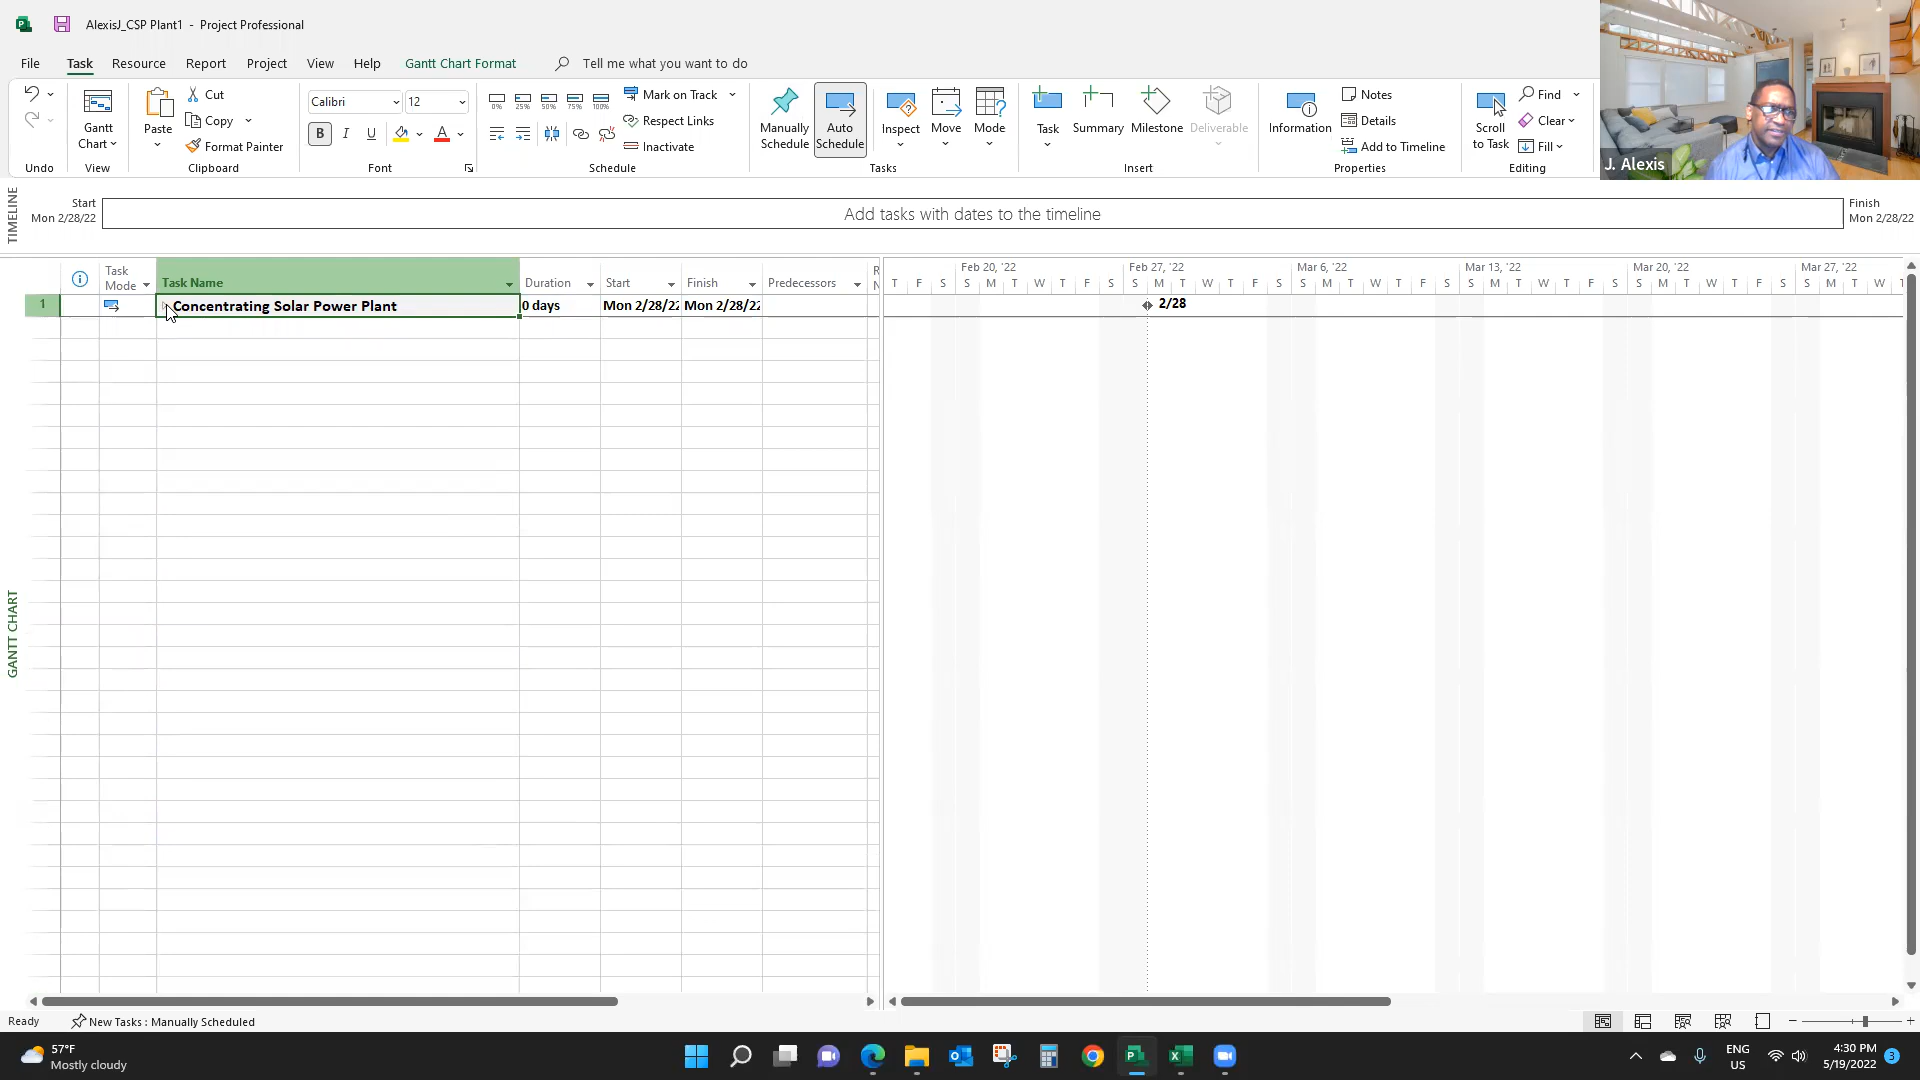 AlexisJ_CSP Plant1 - Project Professional
File Task Resource Report Project View Help Gantt Chart Format Tell me what you want to do
Undo
Gantt Chart
View
Paste
Cut
Copy
Format Painter
Clipboard
Calibri 12
B I U A
Font
0% 25% 50% 75% 100%
Mark on Track
Respect Links
Inactivate
Schedule
Manually Schedule
Auto Schedule
Inspect
Move
Mode
Tasks
Task
Summary
Milestone
Deliverable
Insert
Information
Notes
Details
Add to Timeline
Properties
Scroll to Task
Find
Clear
Fill
Editing
J. Alexis
TIMELINE
Start
Mon 2/28/22
Add tasks with dates to the timeline
Finish
Mon 2/28/22
Task Mode Task Name Duration Start Finish Predecessors R N
Feb 20, '22 Feb 27, '22 Mar 6, '22 Mar 13, '22 Mar 20, '22 Mar 27, '22
T F S S M T W T F S S M T W T F S S M T W T F S S M T W T F S S M T W T F S S M T W
1 Concentrating Solar Power Plant 0 days Mon 2/28/22 Mon 2/28/22
2/28
GANTT CHART
Ready New Tasks : Manually Scheduled
57°F
Mostly cloudy
ENG
US
4:30 PM
5/19/2022
3